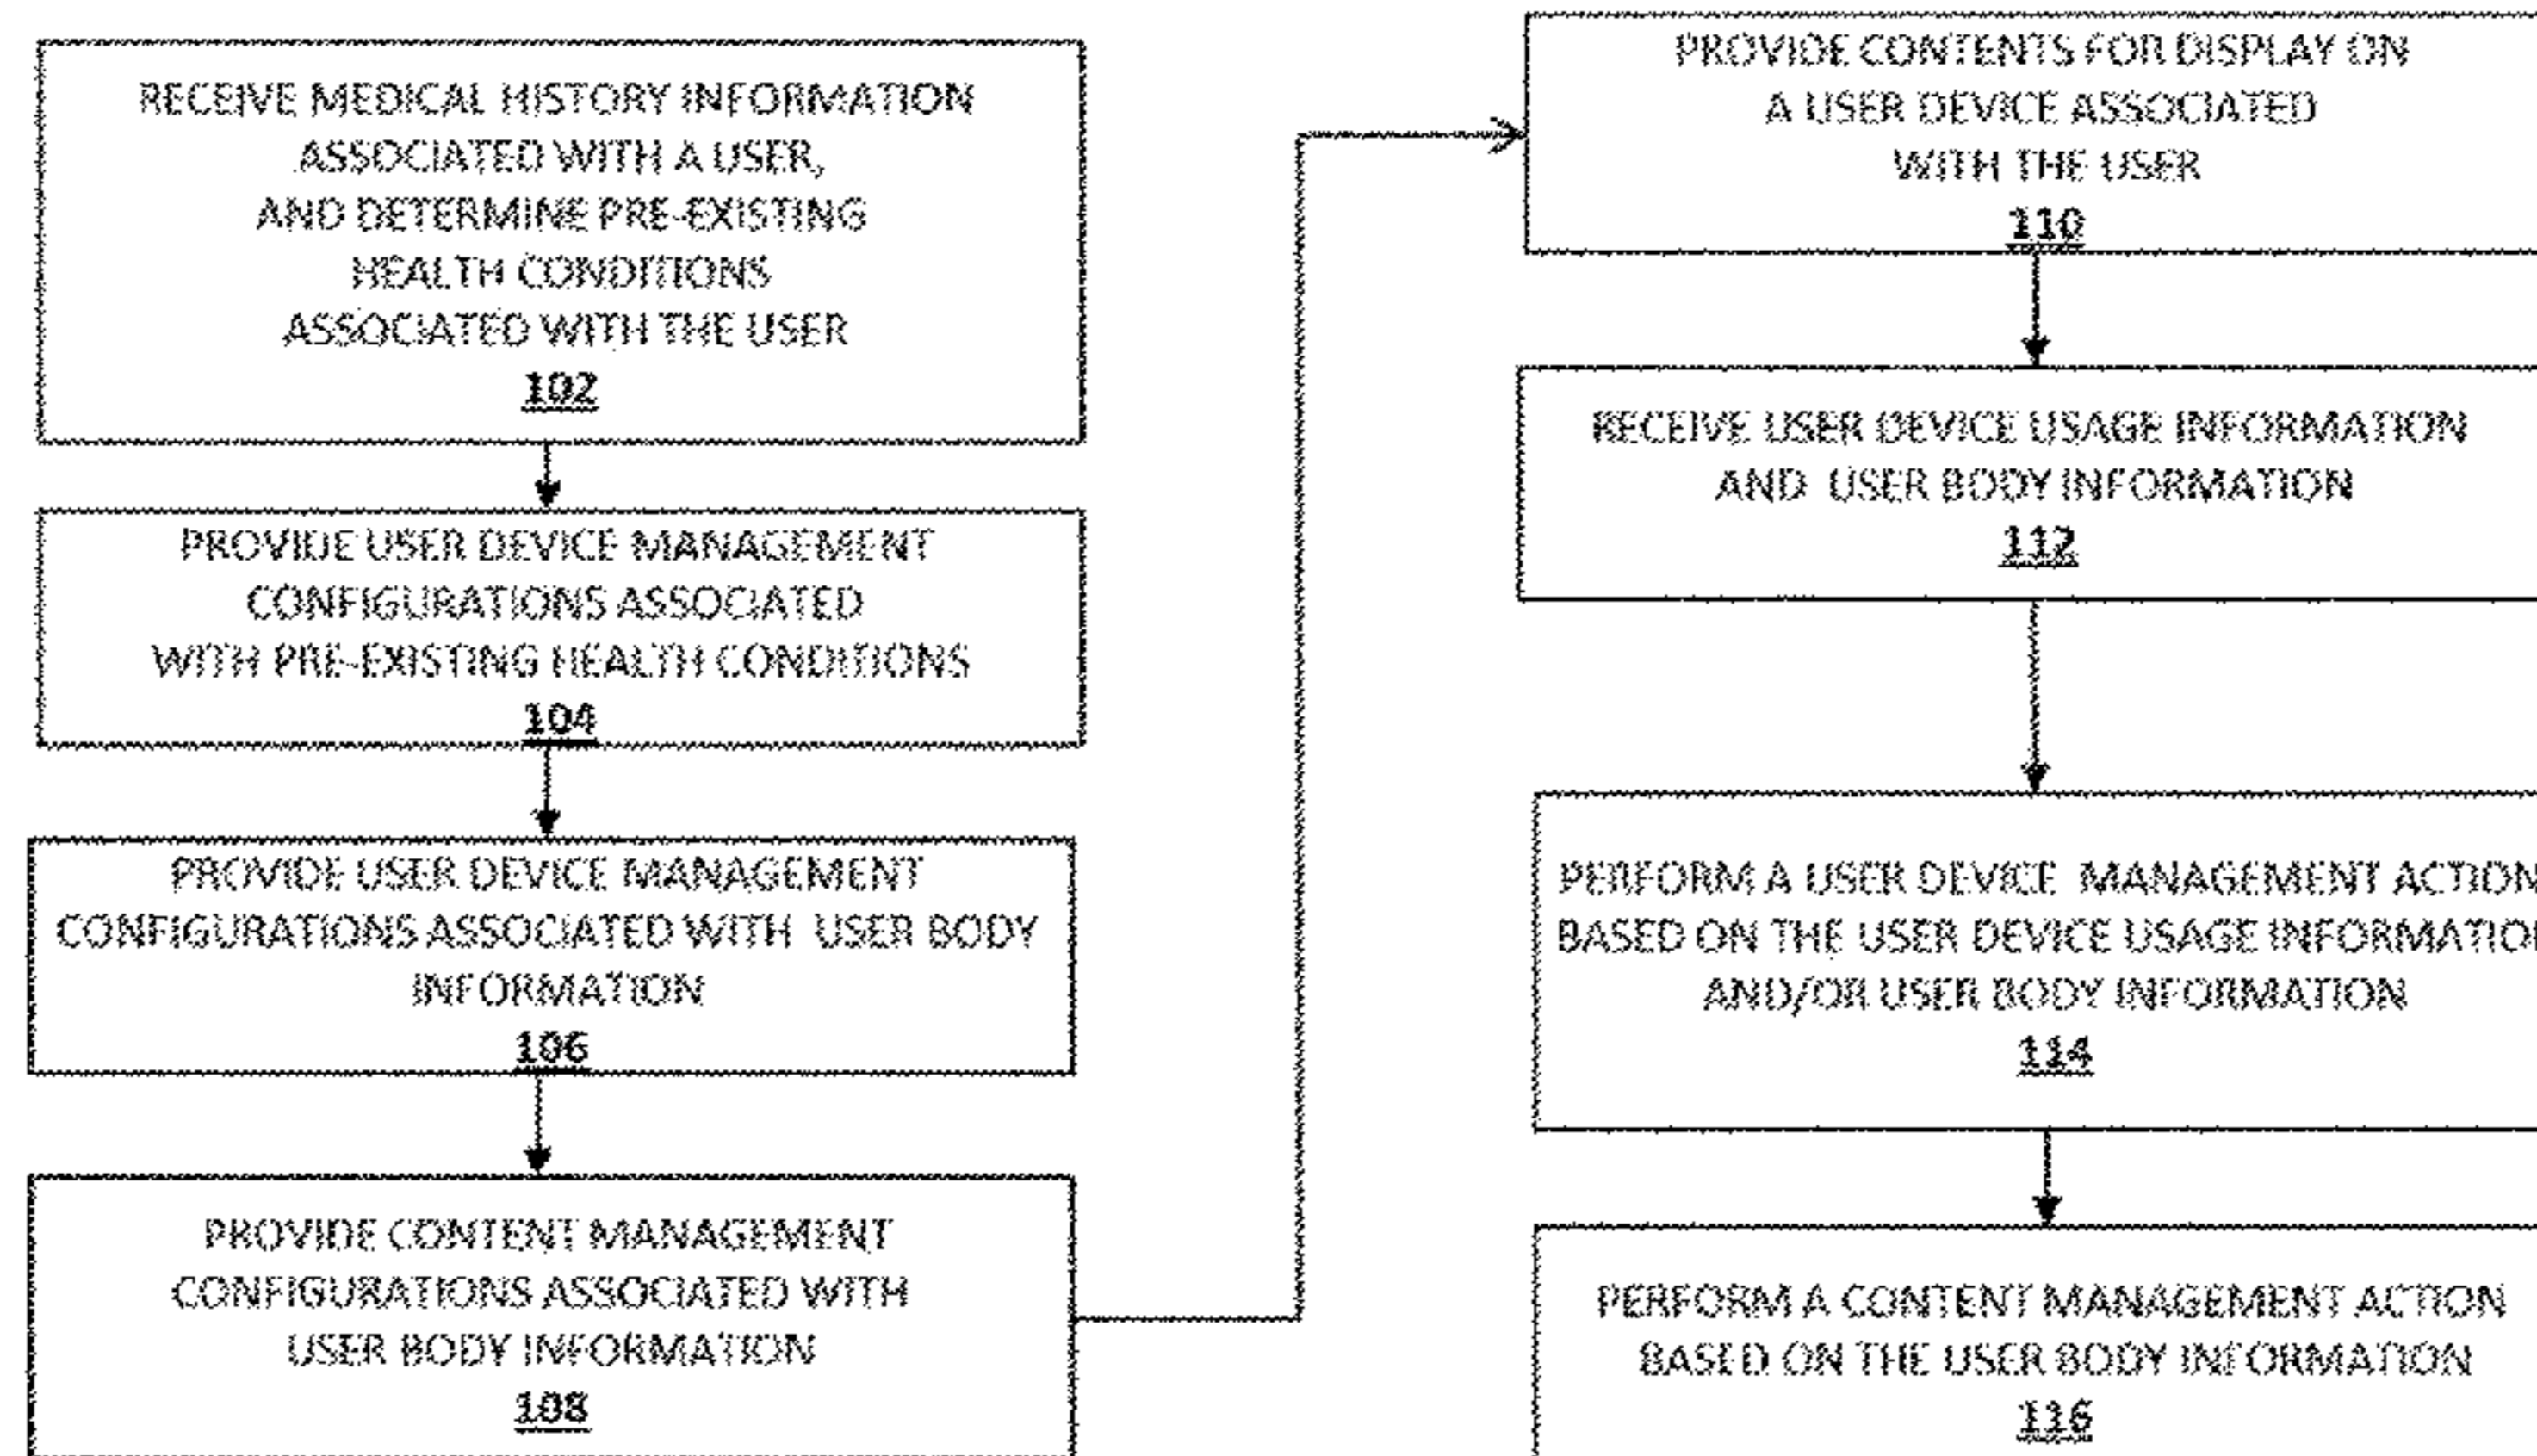 RECEIVE MEDICAL HISTORY INFORMATION
ASSOCIATED WITH A USER,
AND DETERMINE PRE-EXISTING
HEALTH CONDITIONS
ASSOCIATED WITH THE USER
102
PROVIDE USER DEVICE MANAGEMENT
CONFIGURATIONS ASSOCIATED
WITH PRE-EXISTING HEALTH CONDITIONS
104
PROVIDE USER DEVICE MANAGEMENT
CONFIGURATIONS ASSOCIATED WITH USER BODY
INFORMATION
106
PROVIDE CONTENT MANAGEMENT
CONFIGURATIONS ASSOCIATED WITH
USER BODY INFORMATION
108
PROVIDE CONTENTS FOR DISPLAY ON
A USER DEVICE ASSOCIATED
WITH THE USER
110
RECEIVE USER DEVICE USAGE INFORMATION
AND USER BODY INFORMATION
112
PERFORM A USER DEVICE MANAGEMENT ACTION
BASED ON THE USER DEVICE USAGE INFORMATION
AND/OR USER BODY INFORMATION
114
PERFORM A CONTENT MANAGEMENT ACTION
BASED ON THE USER BODY INFORMATION
116